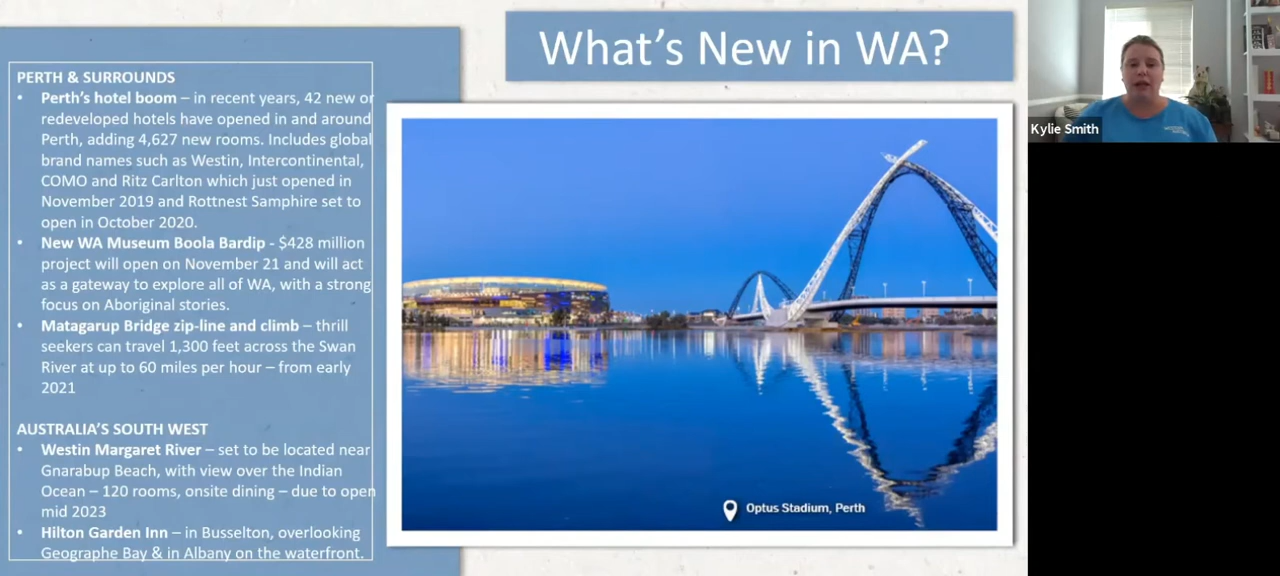 What's New in WA?
PERTH & SURROUNDS
• Perth's hotel boom – in recent years, 42 new or
redeveloped hotels have opened in and around
Perth, adding 4,627 new rooms. Includes global
brand names such as Westin, Intercontinental,
COMO and Ritz Carlton which just opened in
November 2019 and Rottnest Samphire set to
open in October 2020.
• New WA Museum Boola Bardip - $428 million
project will open on November 21 and will act
as a gateway to explore all of WA, with a strong
focus on Aboriginal stories.
• Matagarup Bridge zip-line and climb – thrill
seekers can travel 1,300 feet across the Swan
River at up to 60 miles per hour – from early
2021
AUSTRALIA'S SOUTH WEST
• Westin Margaret River – set to be located near
Gnarabup Beach, with view over the Indian
Ocean – 120 rooms, onsite dining – due to open
mid 2023
• Hilton Garden Inn – in Busselton, overlooking
Geographe Bay & in Albany on the waterfront.
Optus Stadium, Perth
Kylie Smith